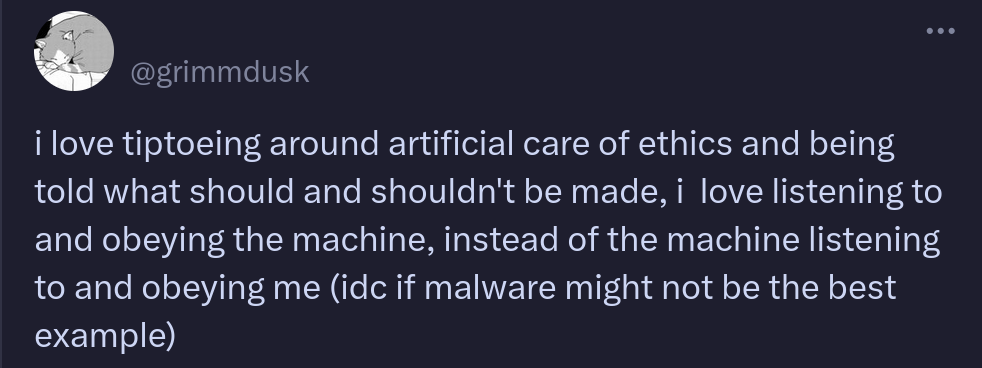 @grimmdusk
i love tiptoeing around artificial care of ethics and being
told what should and shouldn't be made, i  love listening to
and obeying the machine, instead of the machine listening
to and obeying me (idc if malware might not be the best
example)